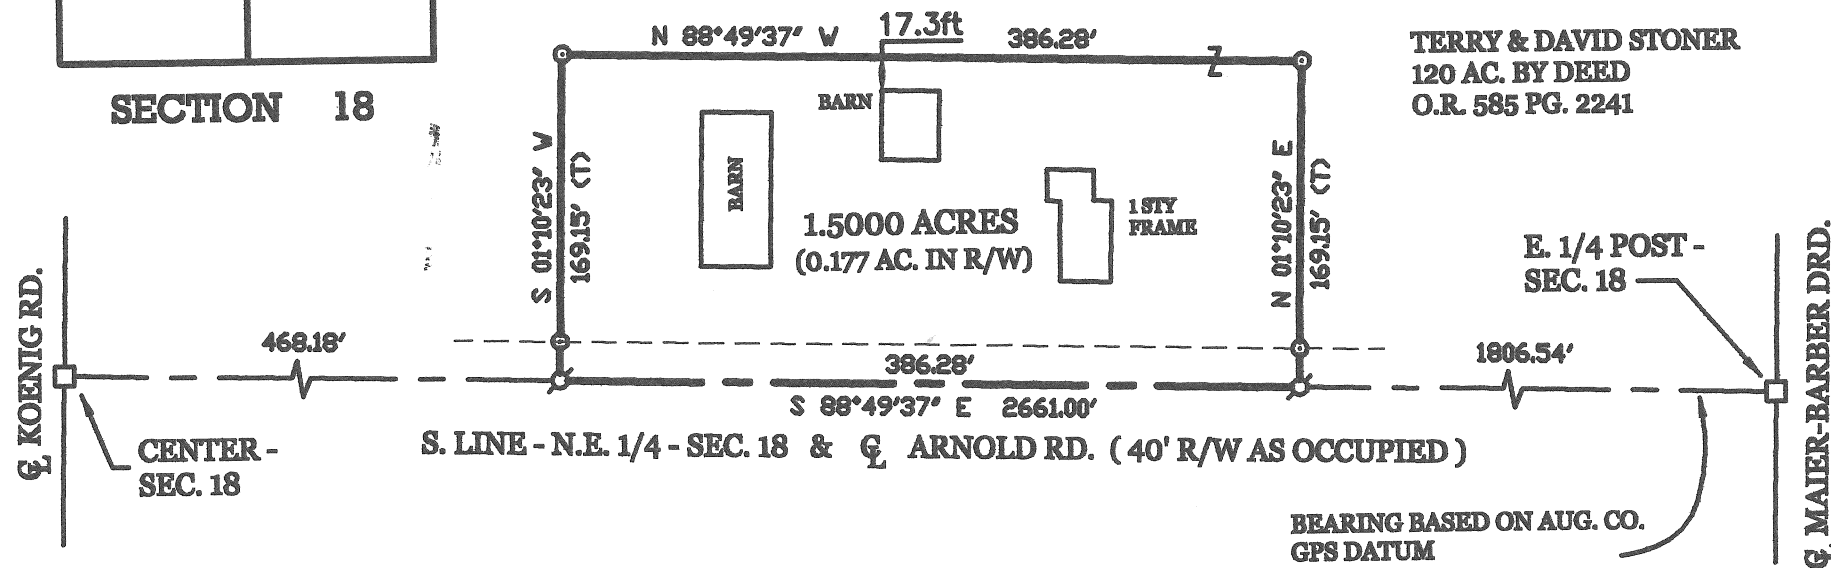 SECTION 18
N 88°49'37" W
17.3ft
386.28'
TERRY & DAVID STONER
120 AC. BY DEED
O.R. 585 PG. 2241
BARN
BARN
S 01°10'23" W
169.15' (T)
1.5000 ACRES
(0.177 AC. IN R/W)
1 STY
FRAME
N 01°10'23" E
169.15' (T)
E. 1/4 POST -
SEC. 18
℄ KOENIG RD.
468.18'
386.28'
1806.54'
℄ MAIER-BARBER DRD.
S 88°49'37" E 2661.00'
CENTER -
SEC. 18
S. LINE - N.E. 1/4 - SEC. 18 & ℄ ARNOLD RD. ( 40' R/W AS OCCUPIED )
BEARING BASED ON AUG. CO.
GPS DATUM